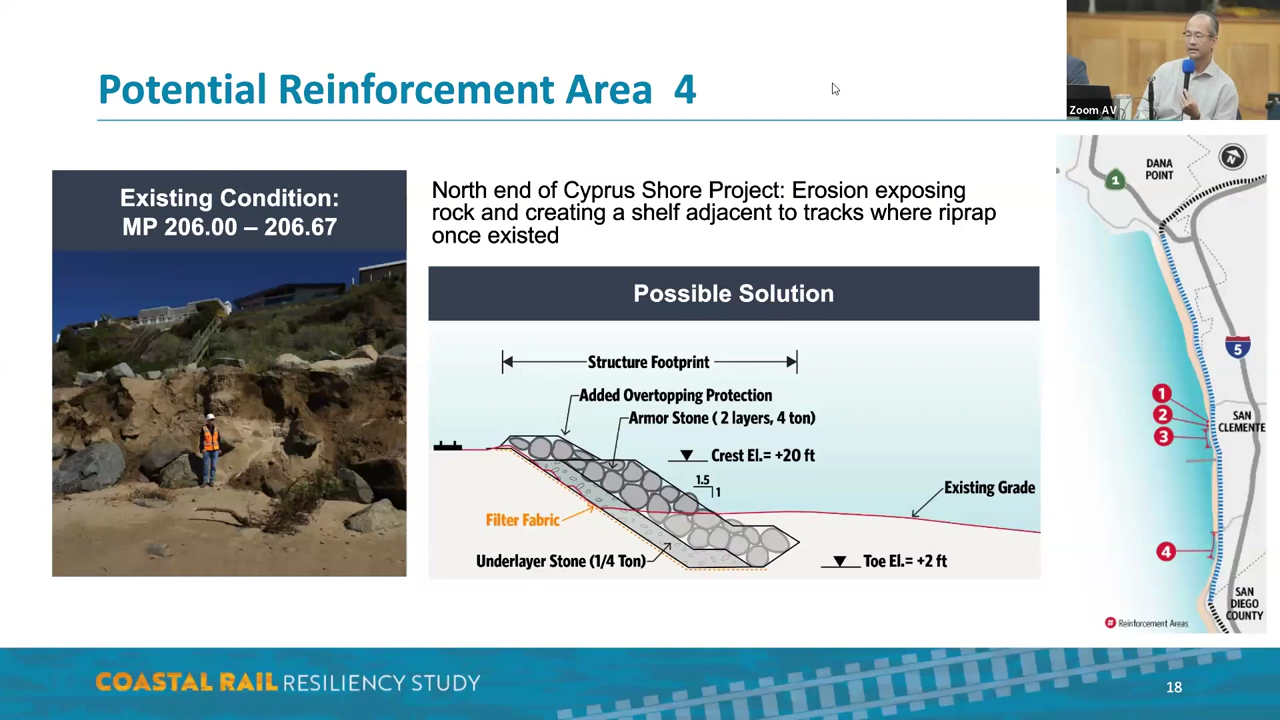 Potential Reinforcement Area 4
Zoom AV
Existing Condition:
MP 206.00 – 206.67
North end of Cyprus Shore Project: Erosion exposing
rock and creating a shelf adjacent to tracks where riprap
once existed
Possible Solution
Structure Footprint
Added Overtopping Protection
Armor Stone ( 2 layers, 4 ton)
Crest El.= +20 ft
1.5
1
Existing Grade
Filter Fabric
Underlayer Stone (1/4 Ton)
Toe El.= +2 ft
DANA
POINT
N
1
5
1
2
3
SAN
CLEMENTE
4
SAN
DIEGO
COUNTY
# Reinforcement Areas
COASTAL RAIL RESILIENCY STUDY
18